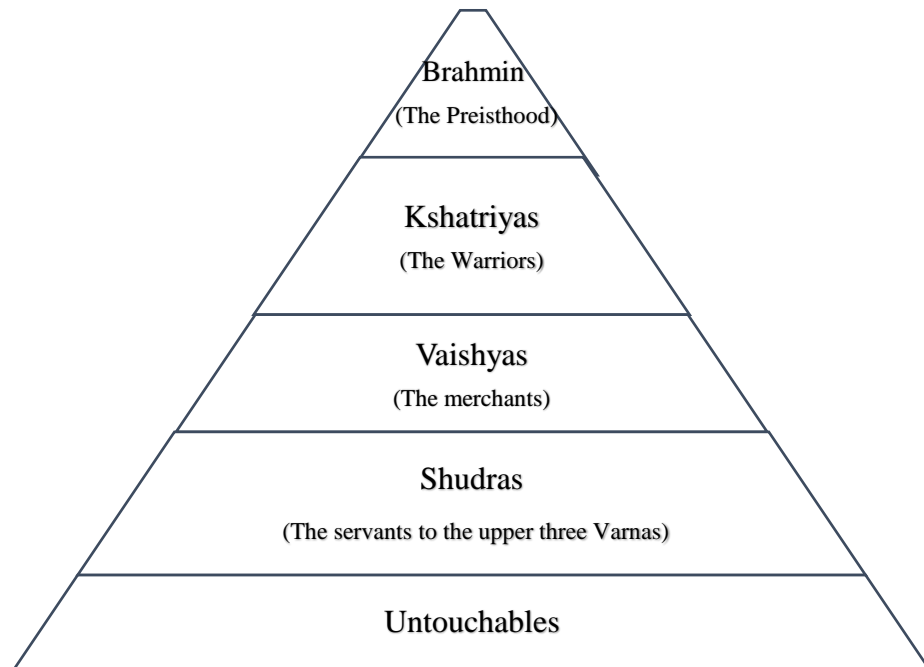 Brahmin
(The Preisthood)
Kshatriyas
(The Warriors)
Vaishyas
(The merchants)
Shudras
(The servants to the upper three Varnas)
Untouchables